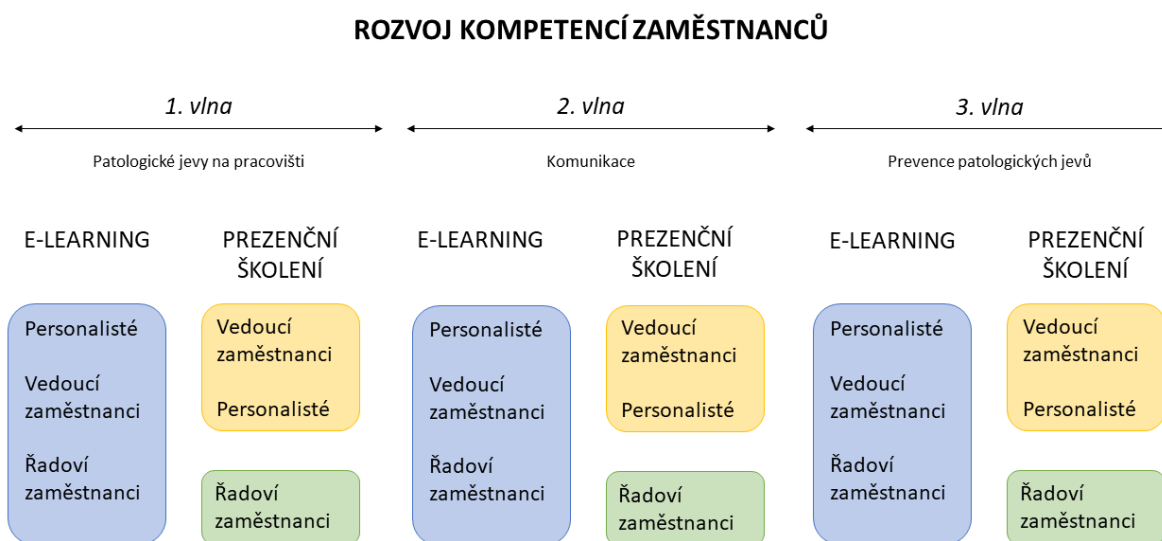 ROZVOJ KOMPETENCÍ ZAMĚSTNANCŮ
1. vlna
Patologické jevy na pracovišti
E-LEARNING
Personalisté
Vedoucí
zaměstnanci
Řadoví
zaměstnanci
PREZENČNÍ
ŠKOLENÍ
Vedoucí
zaměstnanci
Personalisté
Řadoví
zaměstnanci
2. vlna
Komunikace
E-LEARNING
Personalisté
Vedoucí
zaměstnanci
Řadoví
zaměstnanci
PREZENČNÍ
ŠKOLENÍ
Vedoucí
zaměstnanci
Personalisté
Řadoví
zaměstnanci
3. vlna
Prevence patologických jevů
E-LEARNING
Personalisté
Vedoucí
zaměstnanci
Řadoví
zaměstnanci
PREZENČNÍ
ŠKOLENÍ
Vedoucí
zaměstnanci
Personalisté
Řadoví
zaměstnanci